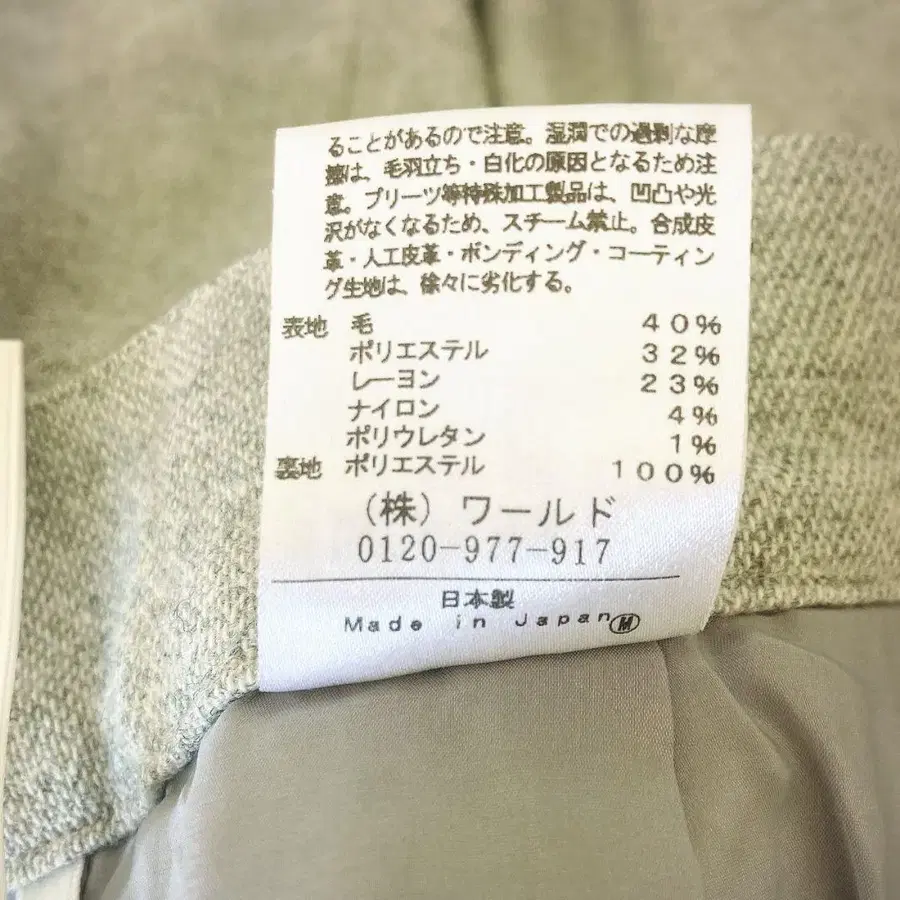 ることがあるので注意。湿潤での過剰な摩
擦は、毛羽立ち・白化の原因となるため注
意。プリーツ等特殊加工製品は、凹凸や光
沢がなくなるため、スチーム禁止。合成皮
革・人工皮革・ボンディング・コーティン
グ生地は、徐々に劣化する。
表地 毛 40%
ポリエステル 32%
レーヨン 23%
ナイロン 4%
ポリウレタン 1%
裏地 ポリエステル 100%
(株)ワールド
0120-977-917
日本製
Made in Japan Ⓜ